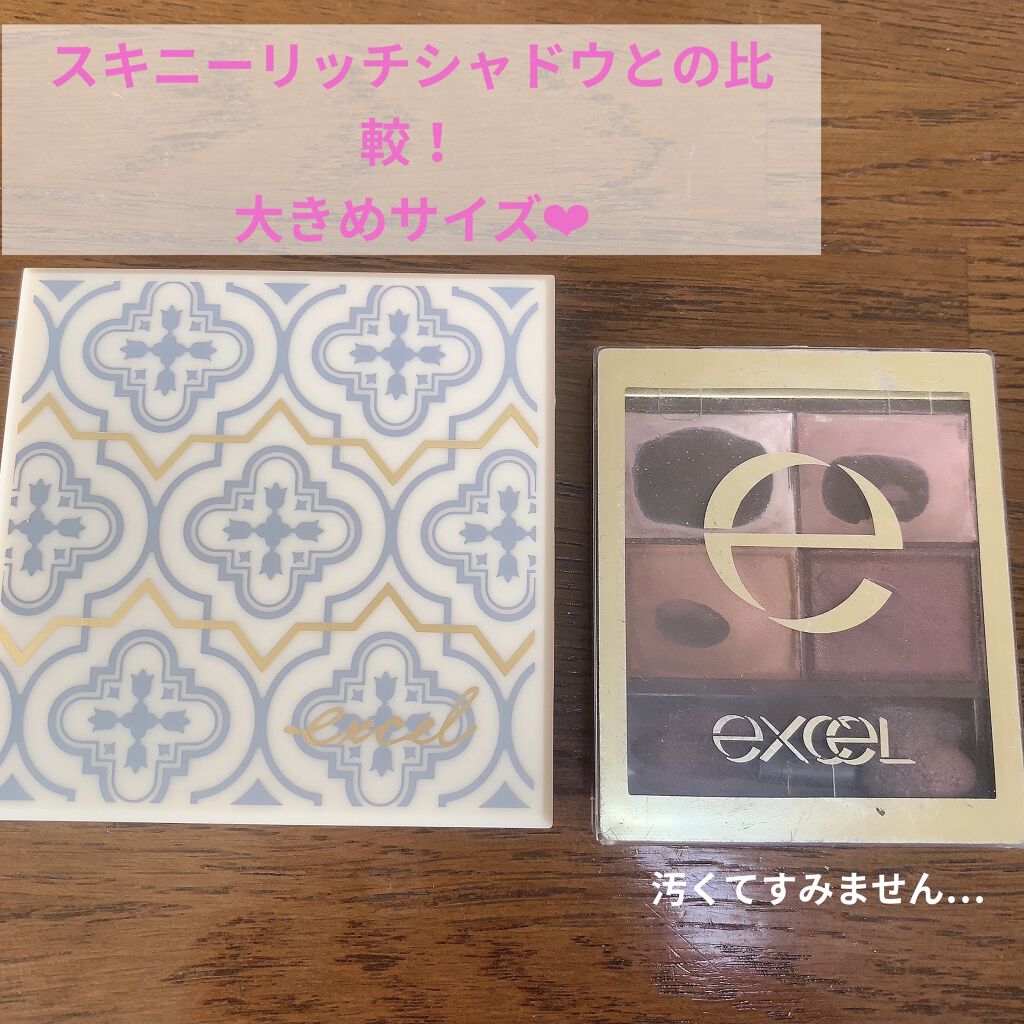 スキニーリッチシャドウとの比
較！
大きめサイズ❤
excel
e
excel
汚くてすみません...